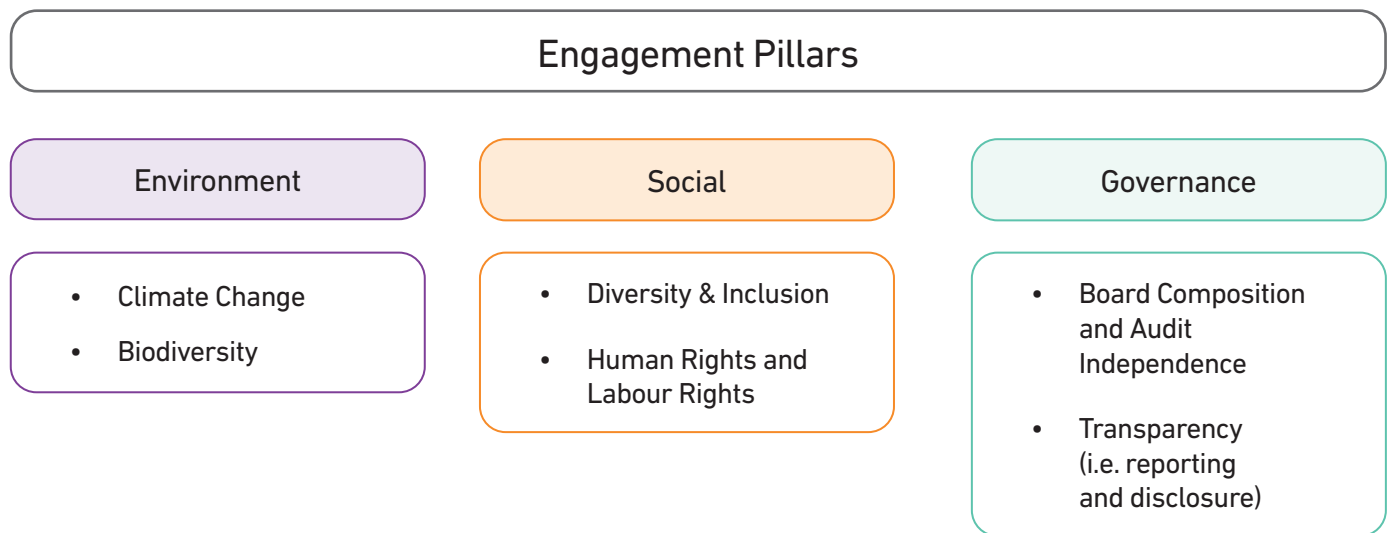 Engagement Pillars
Environment
• Climate Change
• Biodiversity
Social
• Diversity & Inclusion
• Human Rights and
Labour Rights
Governance
• Board Composition
and Audit
Independence
• Transparency
(i.e. reporting
and disclosure)